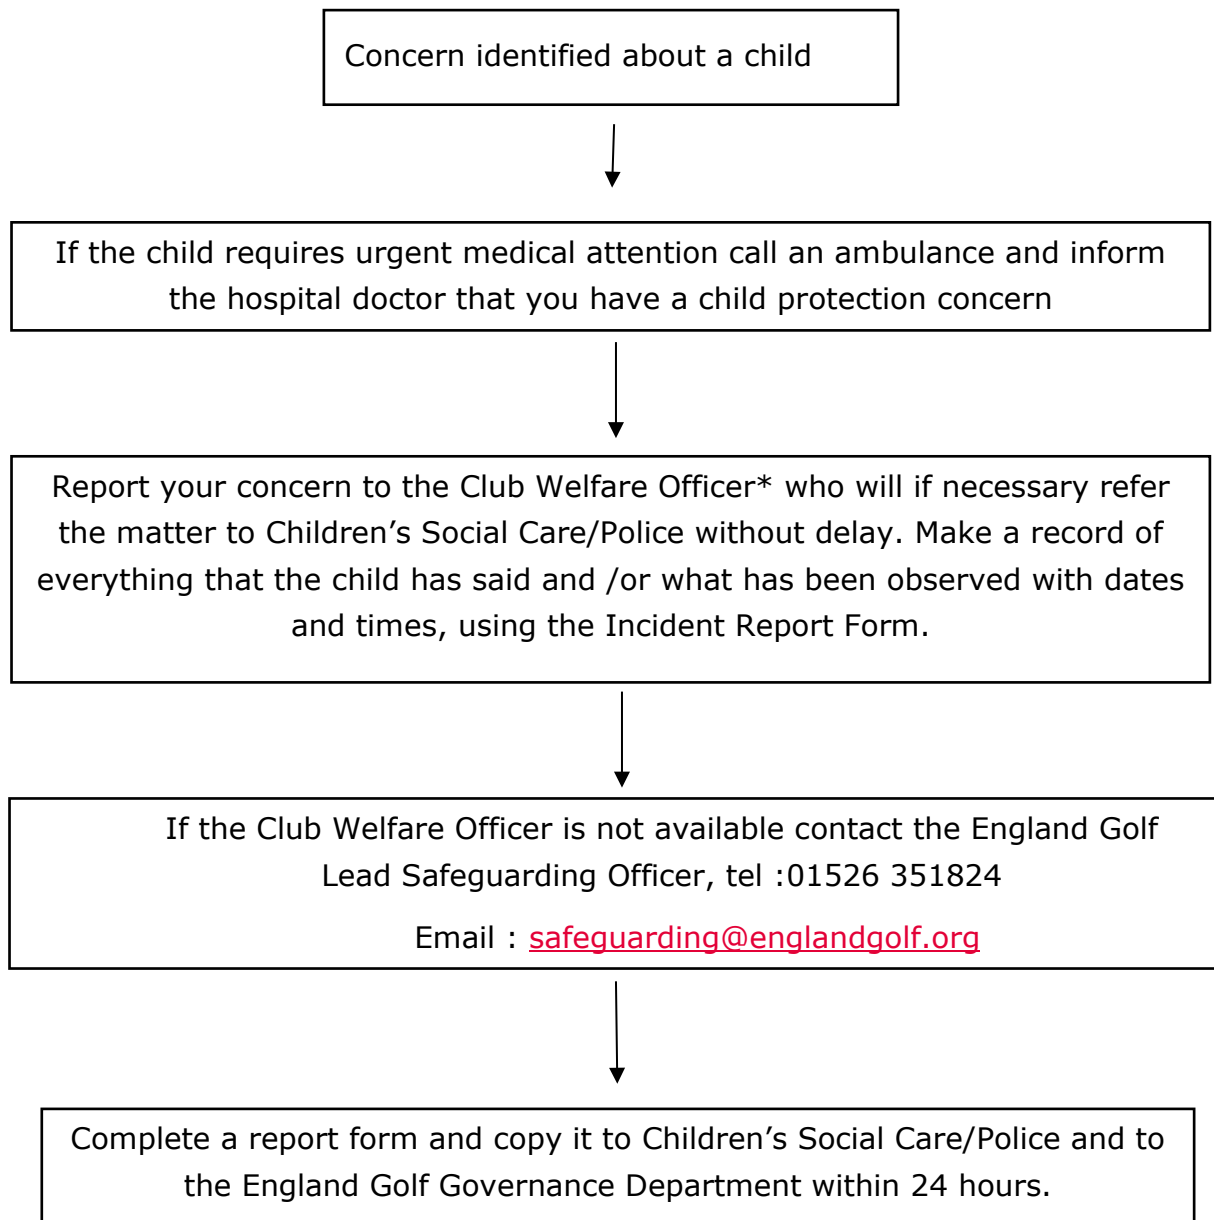 Concern identified about a child
If the child requires urgent medical attention call an ambulance and inform
the hospital doctor that you have a child protection concern
Report your concern to the Club Welfare Officer* who will if necessary refer
the matter to Children’s Social Care/Police without delay. Make a record of
everything that the child has said and /or what has been observed with dates
and times, using the Incident Report Form.
If the Club Welfare Officer is not available contact the England Golf
Lead Safeguarding Officer, tel :01526 351824
Email : safeguarding@englandgolf.org
Complete a report form and copy it to Children’s Social Care/Police and to
the England Golf Governance Department within 24 hours.